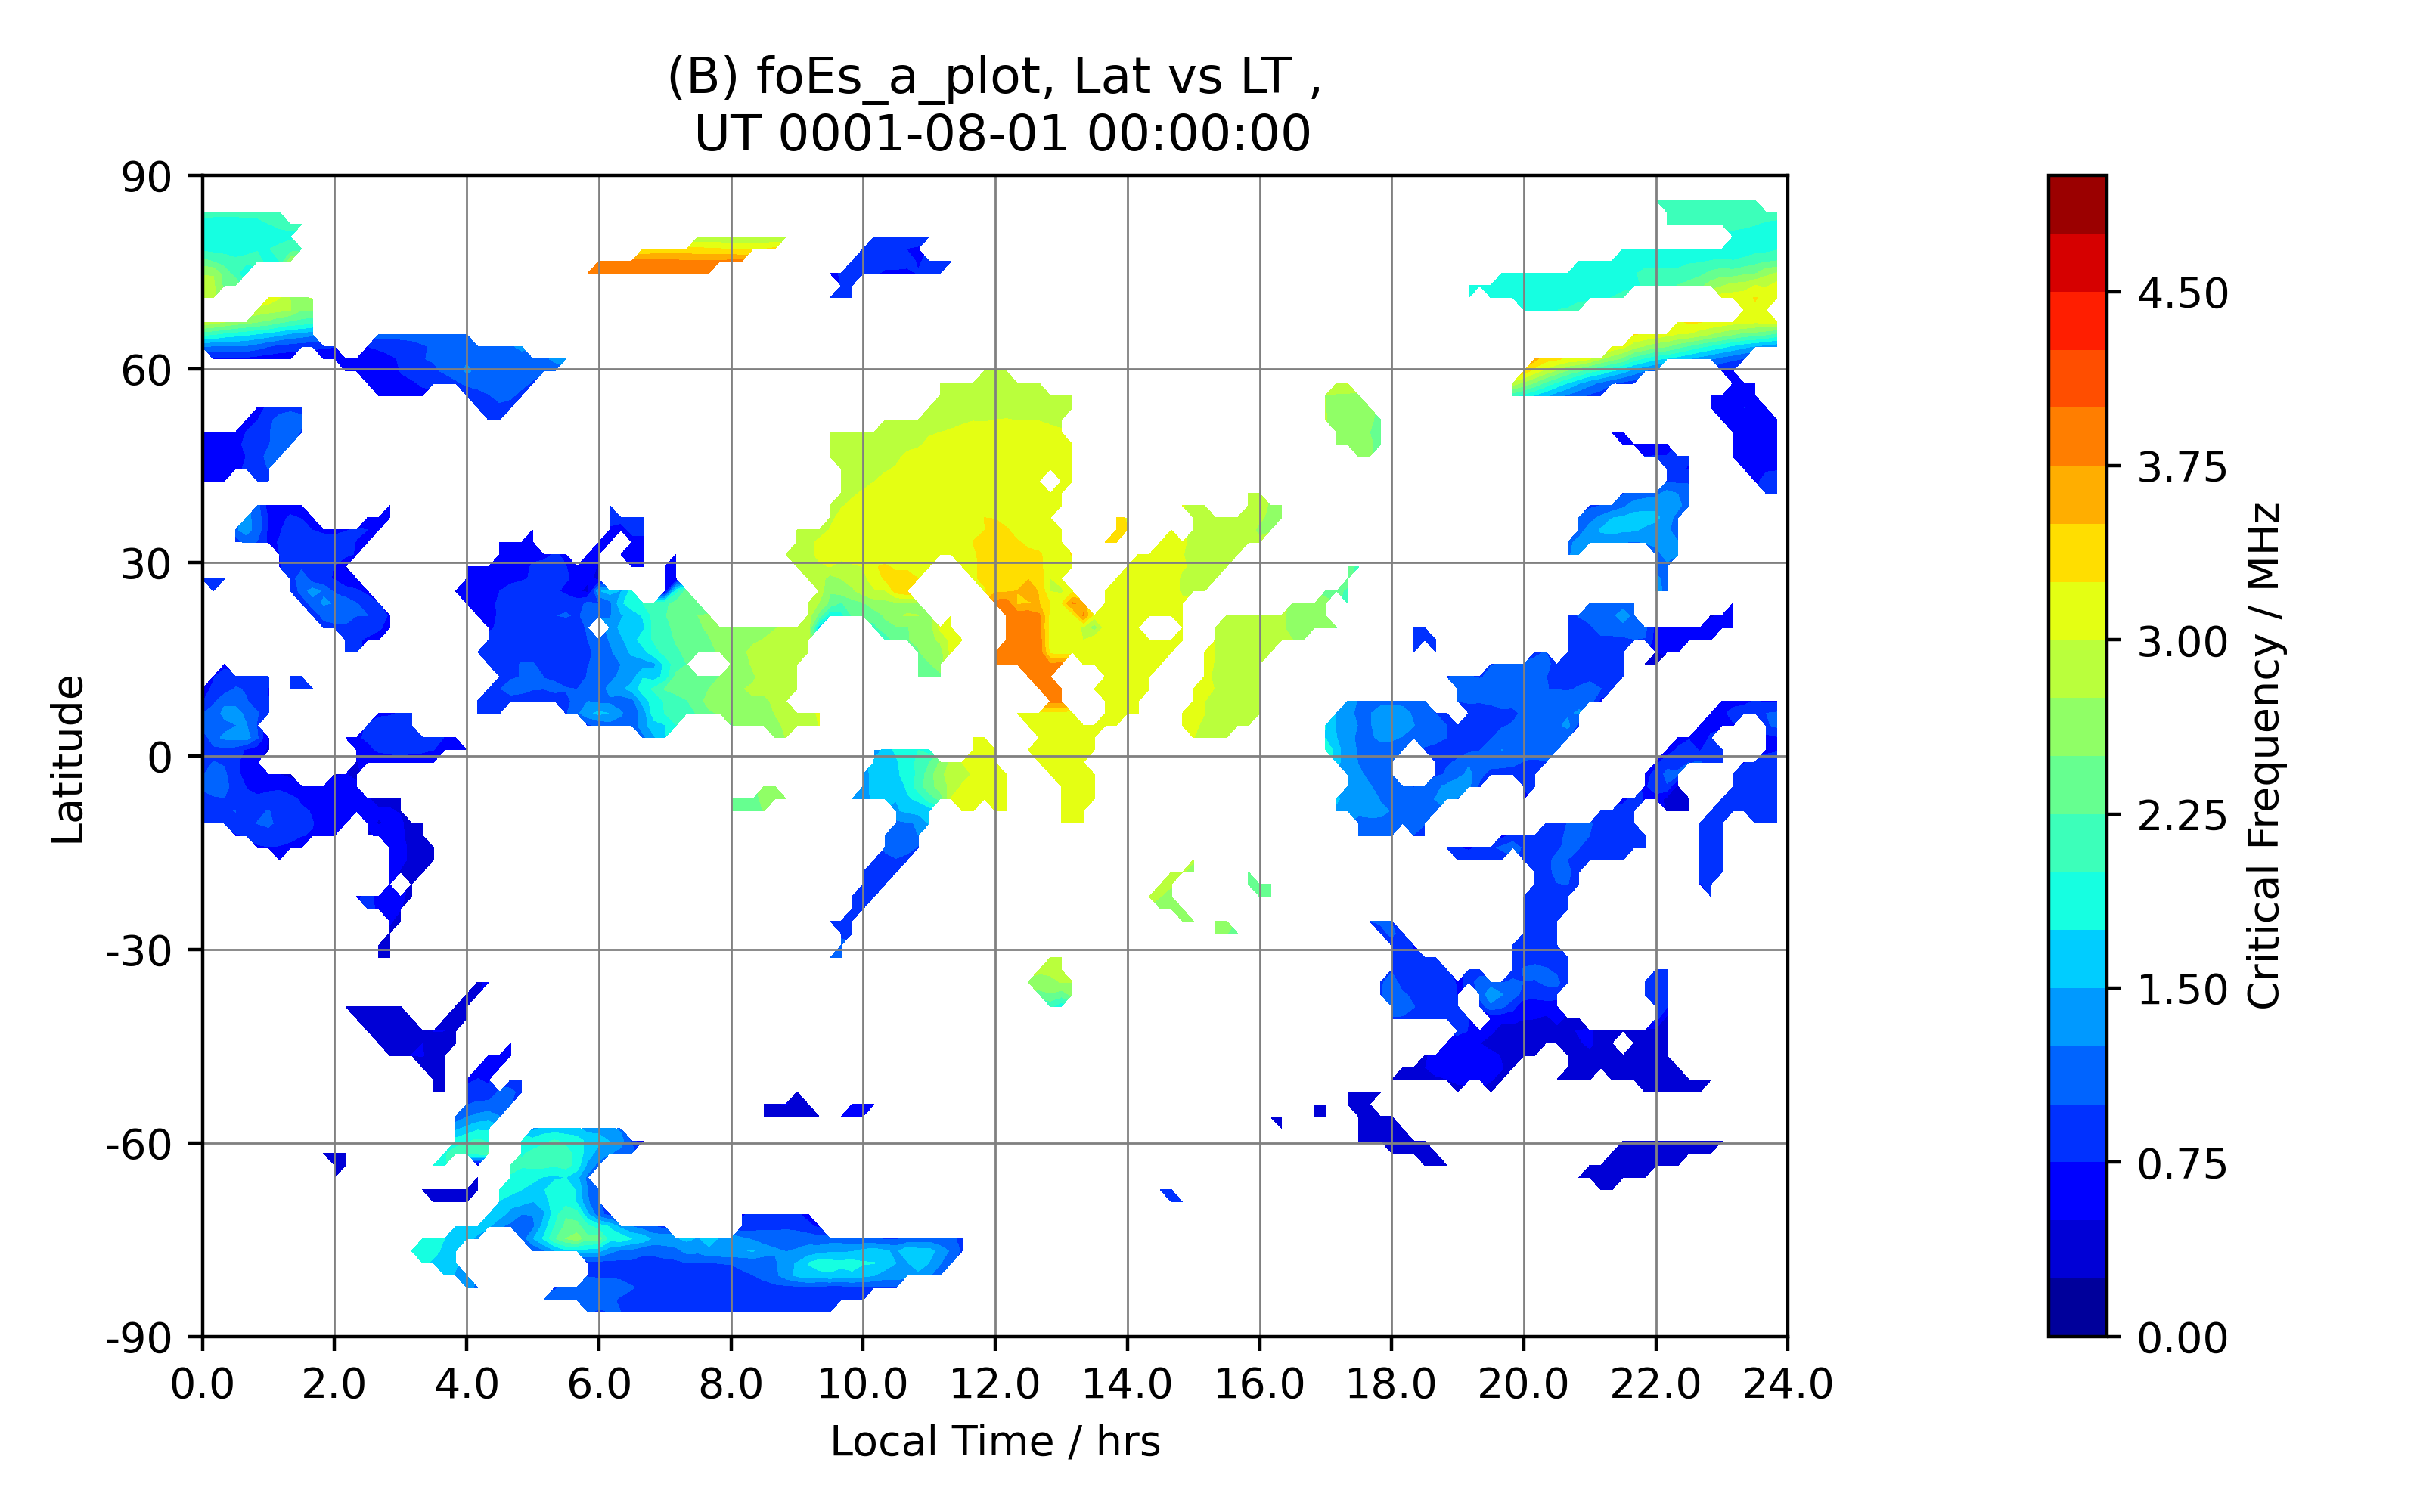 (B) foEs_a_plot, Lat vs LT ,
UT 0001-08-01 00:00:00
90
60
30
0
-30
-60
-90
Latitude
0.0 2.0 4.0 6.0 8.0 10.0 12.0 14.0 16.0 18.0 20.0 22.0 24.0
Local Time / hrs
4.50
3.75
3.00
2.25
1.50
0.75
0.00
Critical Frequency / MHz